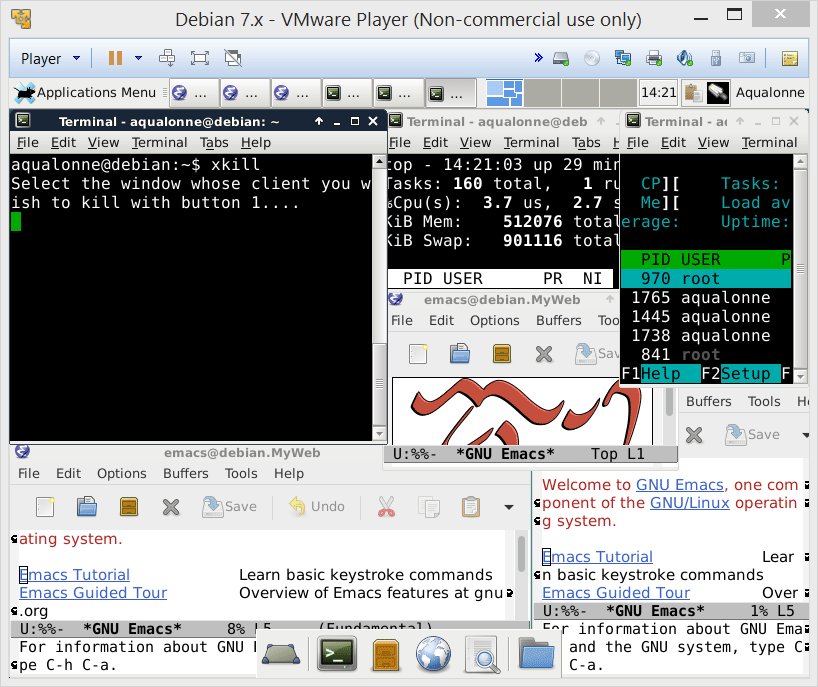 Debian 7.x - VMware Player (Non-commercial use only)
Player
Applications Menu
...
...
...
...
...
...
14:21
Aqualonne
Terminal - aqualonne@debian: ~
File Edit View Terminal Tabs Help
aqualonne@debian:~$ xkill
Select the window whose client you w
ish to kill with button 1....
Terminal - aqualonne@deb
File Edit View Terminal Tabs
top - 14:21:03 up 29 min
Tasks: 160 total, 1 ru
%Cpu(s): 3.7 us, 2.7 s
KiB Mem: 512076 total
KiB Swap: 901116 total
PID USER PR NI
Terminal - ac
File Edit View Terminal
CP][ Tasks:
Me][ Load av
erage: Uptime:
PID USER P
970 root
1765 aqualonne
1445 aqualonne
1738 aqualonne
841 root
F1Help F2Setup F
emacs@debian.MyWeb
File Edit Options Buffers Too
Sav
U:%%- *GNU Emacs* Top L1
Buffers Tools He
Save
Welcome to GNU Emacs, one com
ponent of the GNU/Linux operatin
g system.
Emacs Tutorial Lear
n basic keystroke commands
Emacs Guided Tour Over
U:%%- *GNU Emacs* 1% L5
For information about GNU Ema
and the GNU system, type C
C-a.
emacs@debian.MyWeb
File Edit Options Buffers Tools Help
Save Undo
ating system.
Emacs Tutorial Learn basic keystroke commands
Emacs Guided Tour Overview of Emacs features at gnu
.org
U:%%- *GNU Emacs* 8% L5 (Fundamental)
For information about GNU
pe C-h C-a.